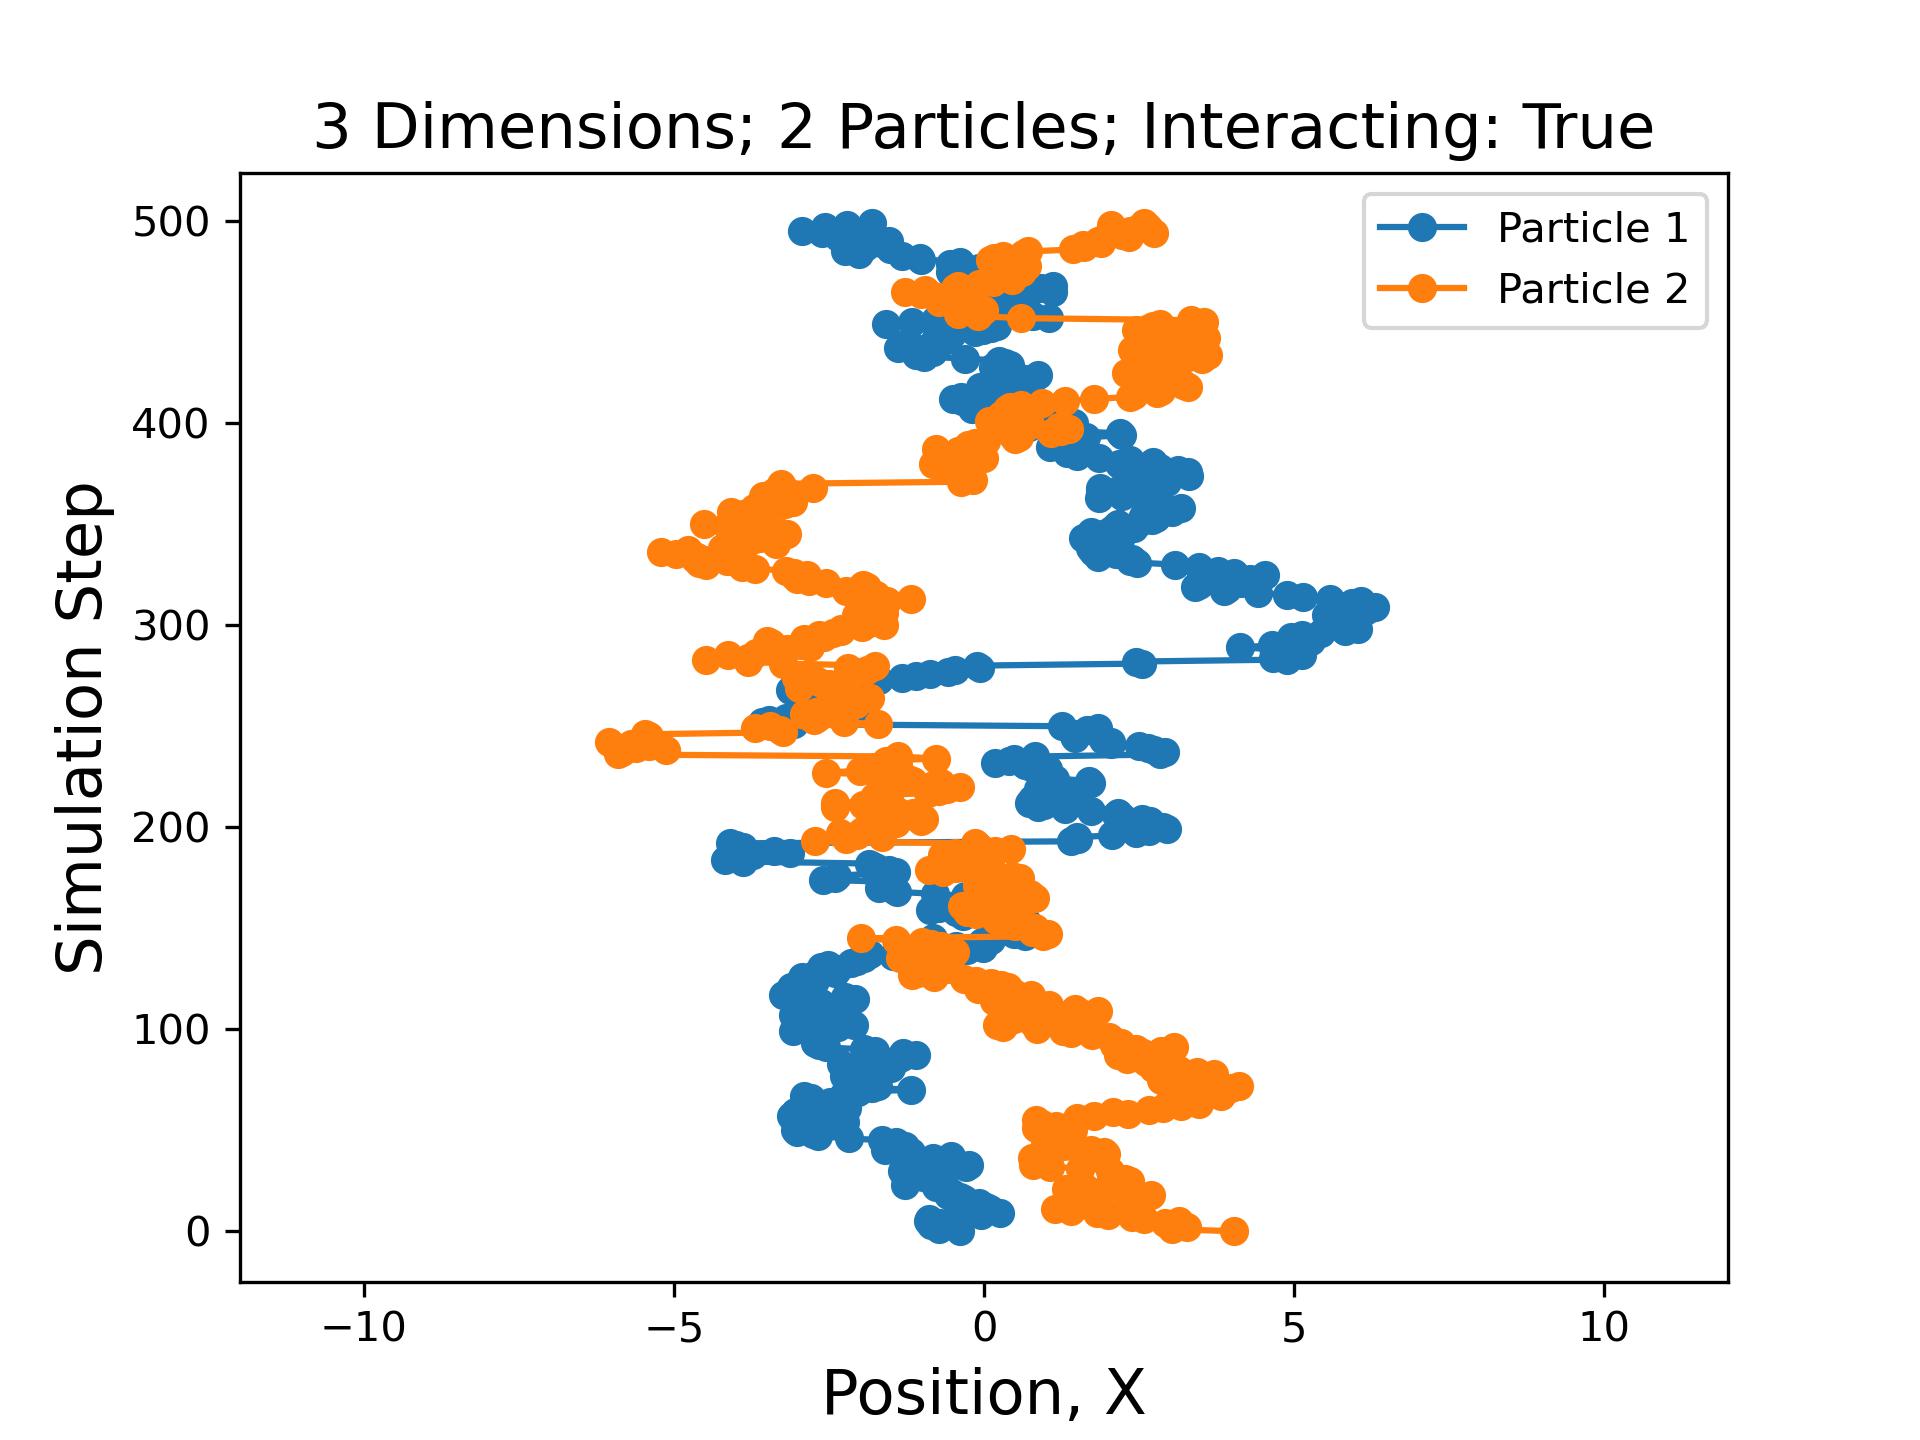 3 Dimensions; 2 Particles; Interacting: True
Particle 1
Particle 2
500
400
300
200
100
0
Simulation Step
−10
−5
0
5
10
Position, X